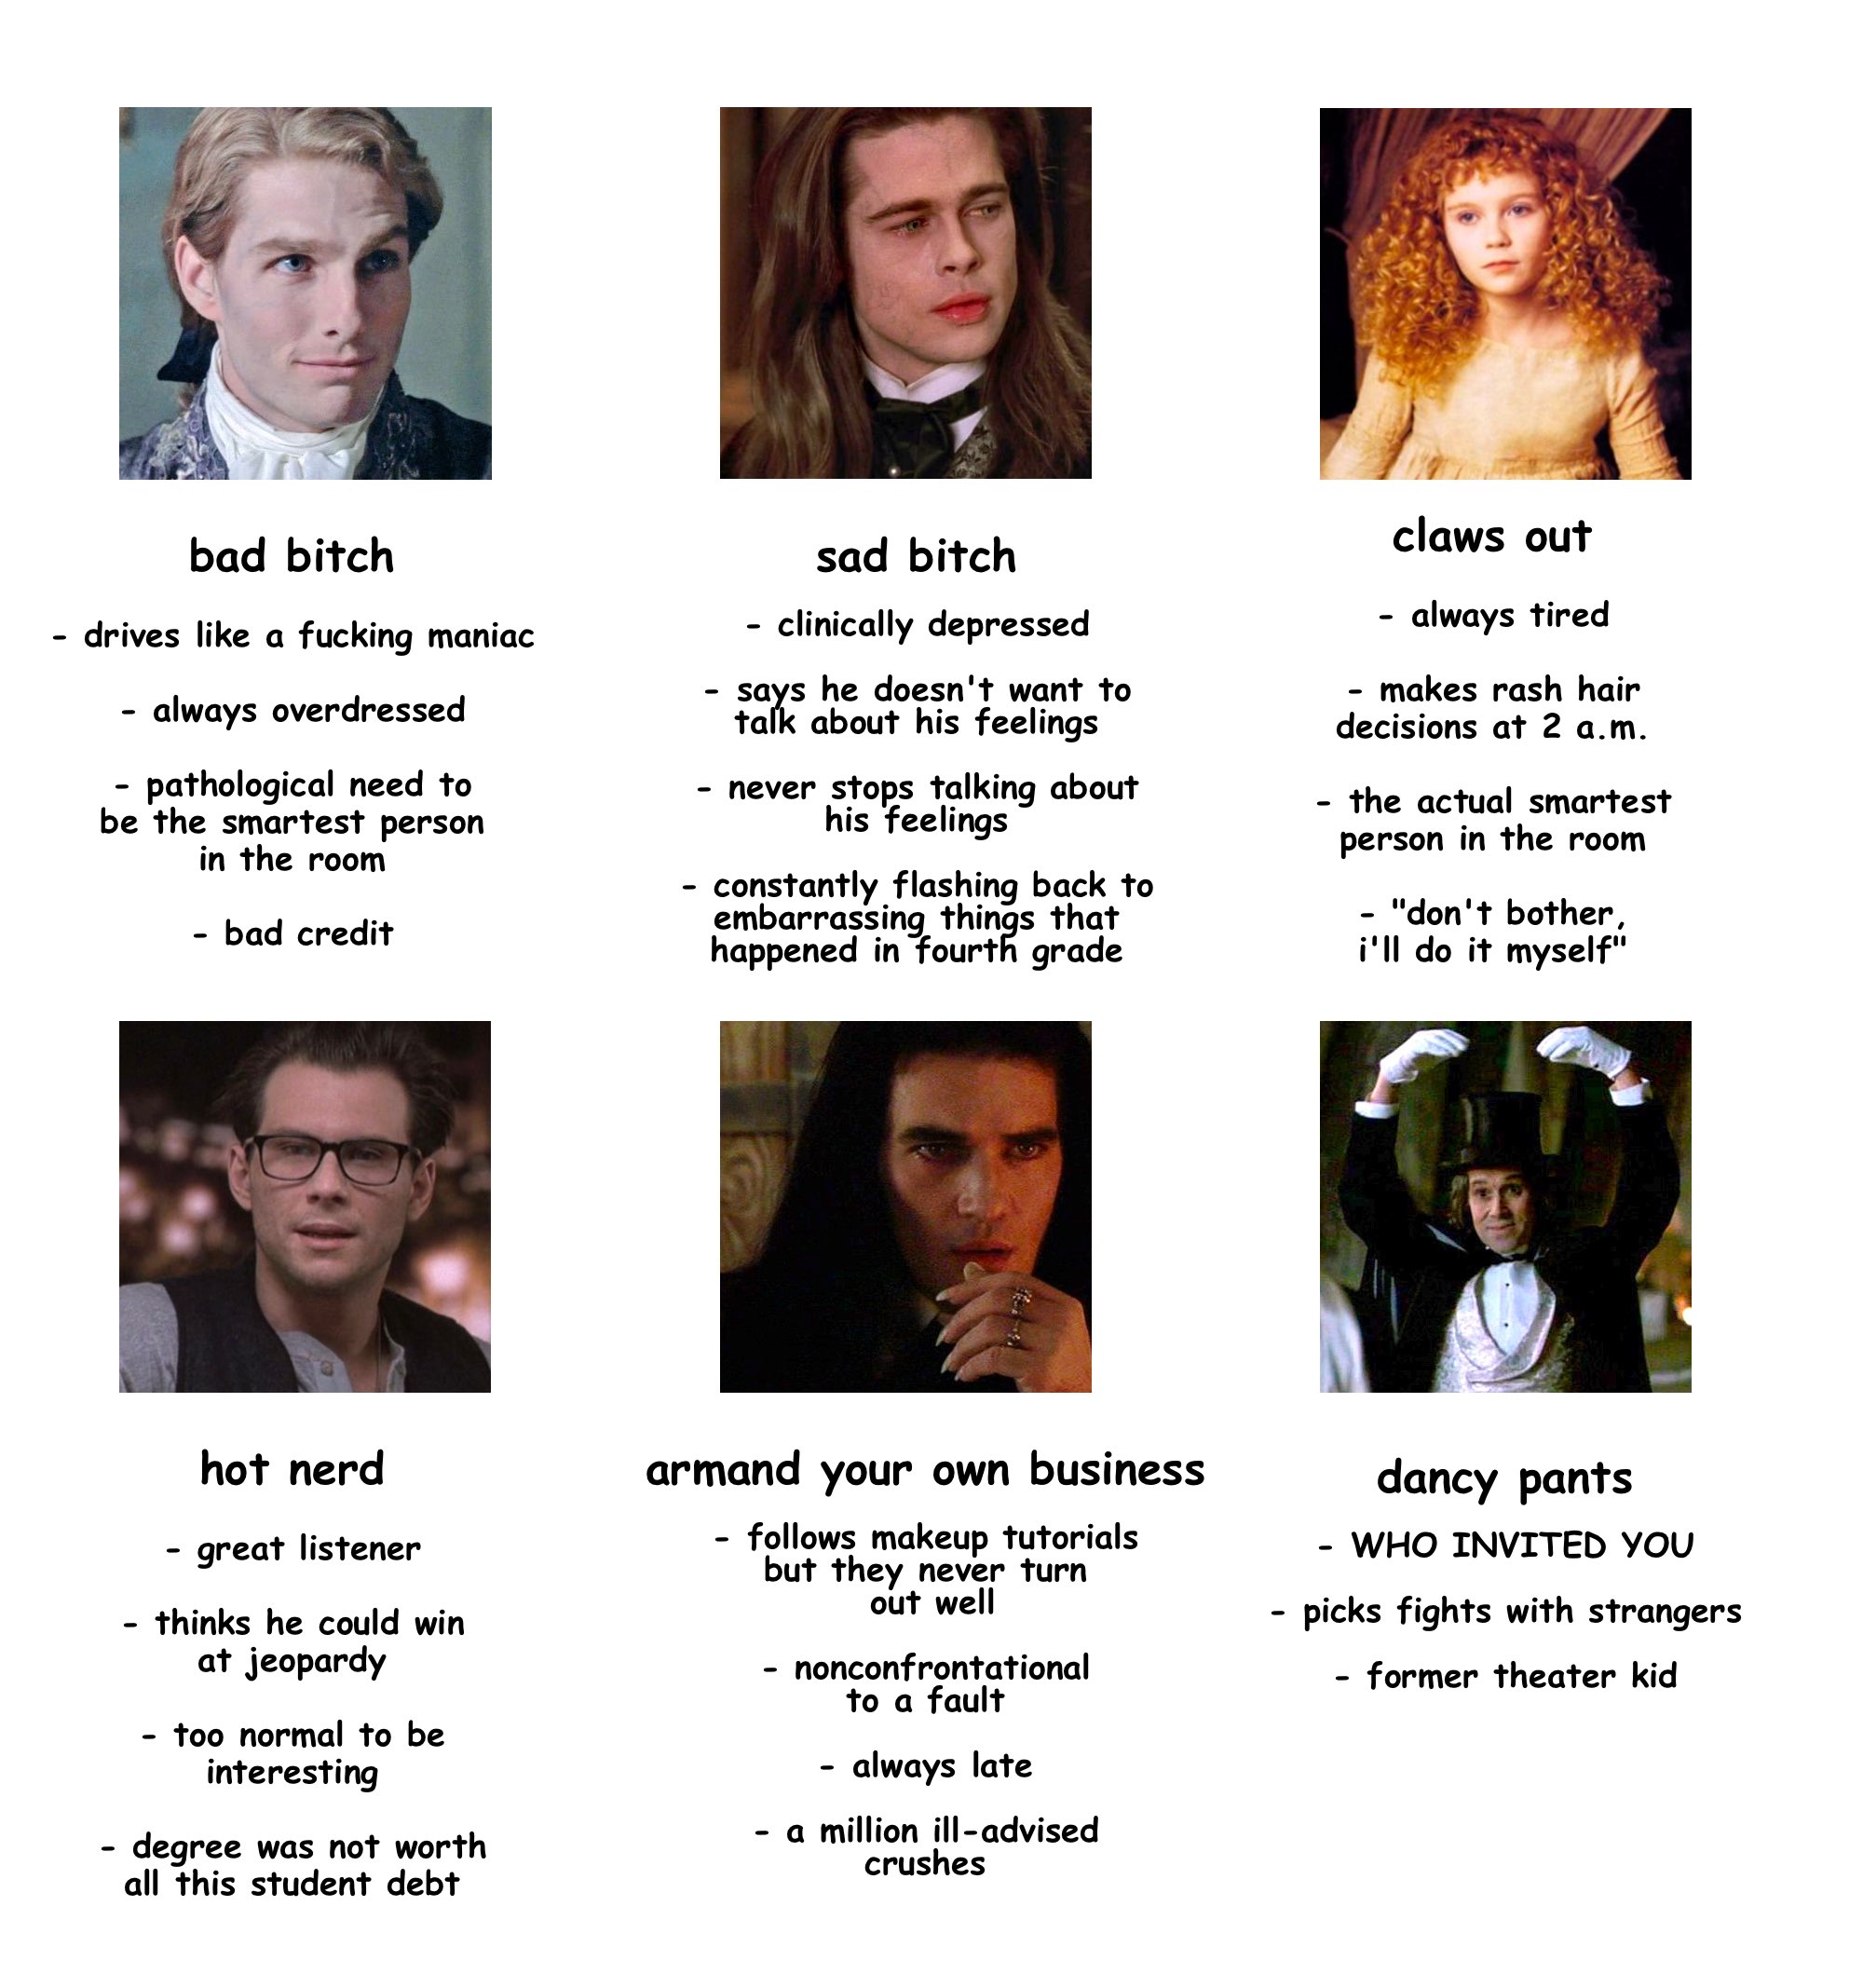 bad bitch
- drives like a fucking maniac
- always overdressed
- pathological need to
be the smartest person
in the room
- bad credit
sad bitch
- clinically depressed
- says he doesn't want to
talk about his feelings
- never stops talking about
his feelings
- constantly flashing back to
embarrassing things that
happened in fourth grade
claws out
- always tired
- makes rash hair
decisions at 2 a.m.
- the actual smartest
person in the room
- "don't bother,
i'll do it myself"
hot nerd
- great listener
- thinks he could win
at jeopardy
- too normal to be
interesting
- degree was not worth
all this student debt
armand your own business
- follows makeup tutorials
but they never turn
out well
- nonconfrontational
to a fault
- always late
- a million ill-advised
crushes
dancy pants
- WHO INVITED YOU
- picks fights with strangers
- former theater kid